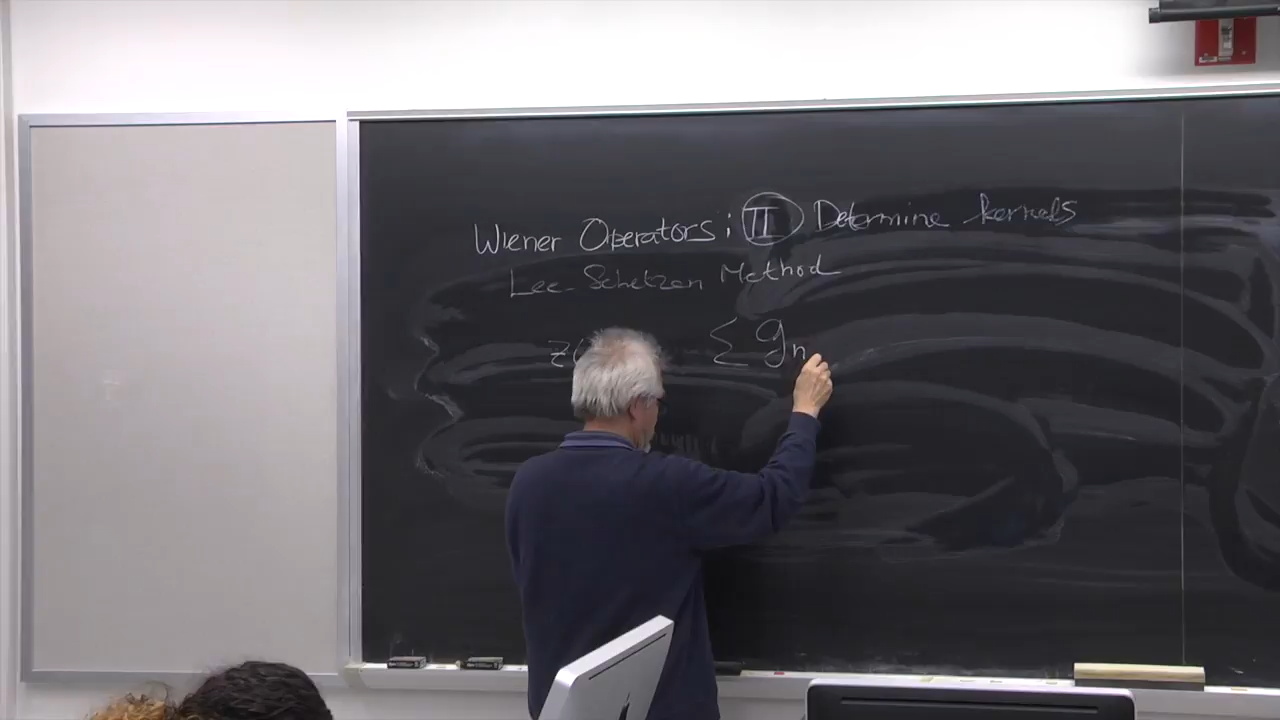 Wiener Operators; II Determine kernels
Lee-Schetzen Method
z( Σ gn